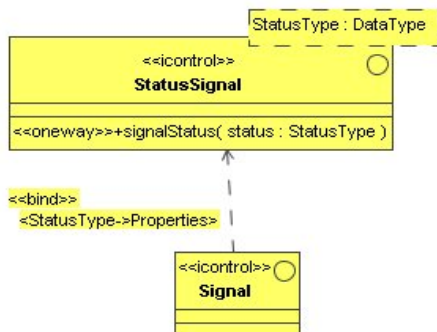 StatusType : DataType
<<icontrol>>
StatusSignal
<<oneway>>+signalStatus( status : StatusType )
<<bind>>
<StatusType->Properties>
<<icontrol>>
Signal